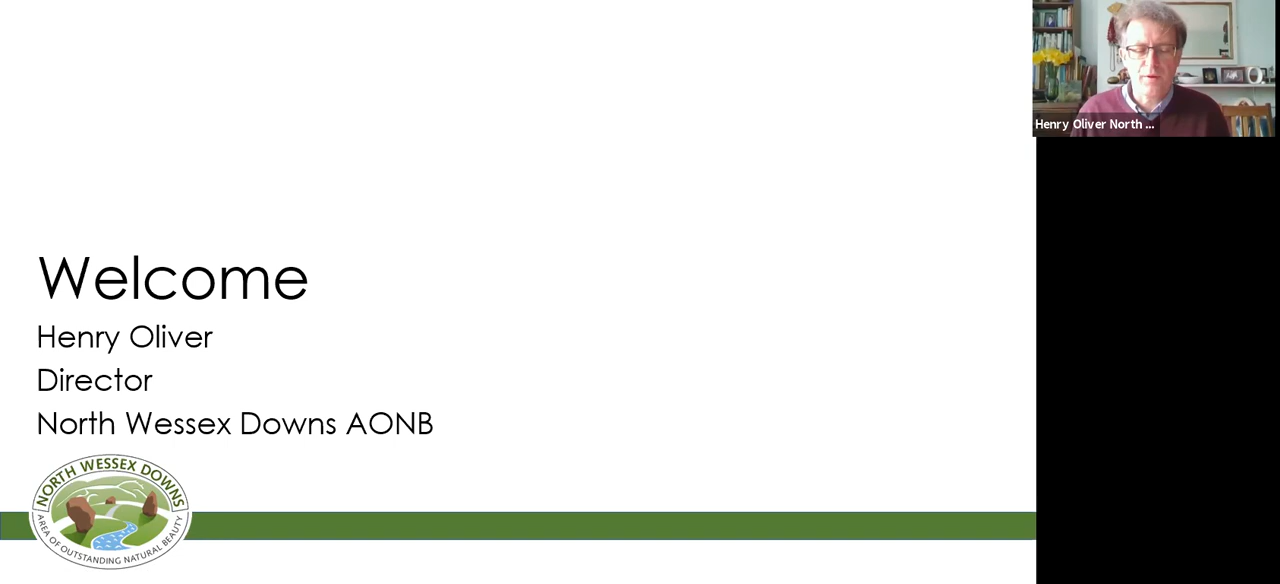 Henry Oliver North ...
Welcome
Henry Oliver
Director
North Wessex Downs AONB
NORTH WESSEX DOWNS
AREA OF OUTSTANDING NATURAL BEAUTY